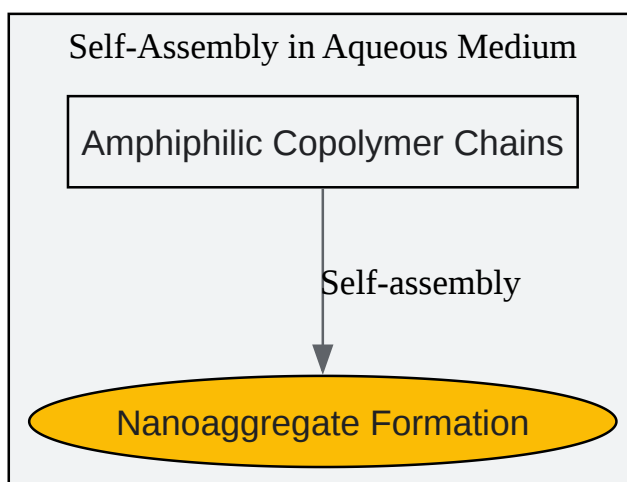 Self-Assembly in Aqueous Medium
Amphiphilic Copolymer Chains
Self-assembly
Nanoaggregate Formation